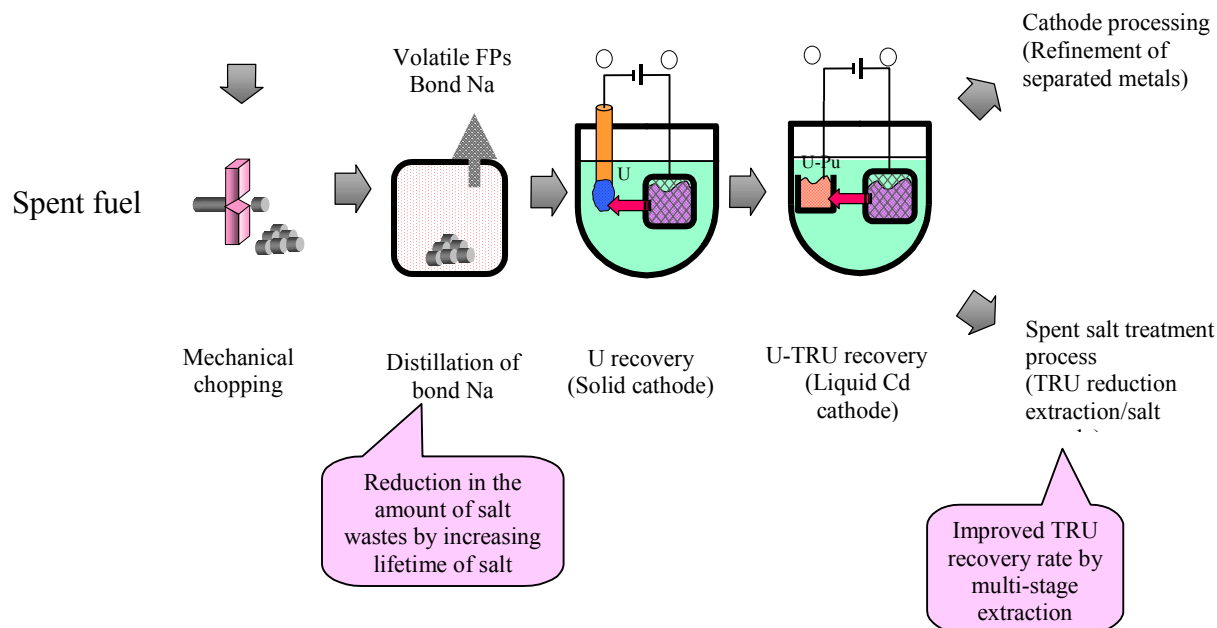 Spent fuel
Mechanical
chopping
Volatile FPs
Bond Na
Distillation of
bond Na
Reduction in the
amount of salt
wastes by increasing
lifetime of salt
U
U recovery
(Solid cathode)
U-Pu
U-TRU recovery
(Liquid Cd
cathode)
Cathode processing
(Refinement of
separated metals)
Spent salt treatment
process
(TRU reduction
extraction/salt
Improved TRU
recovery rate by
multi-stage
extraction